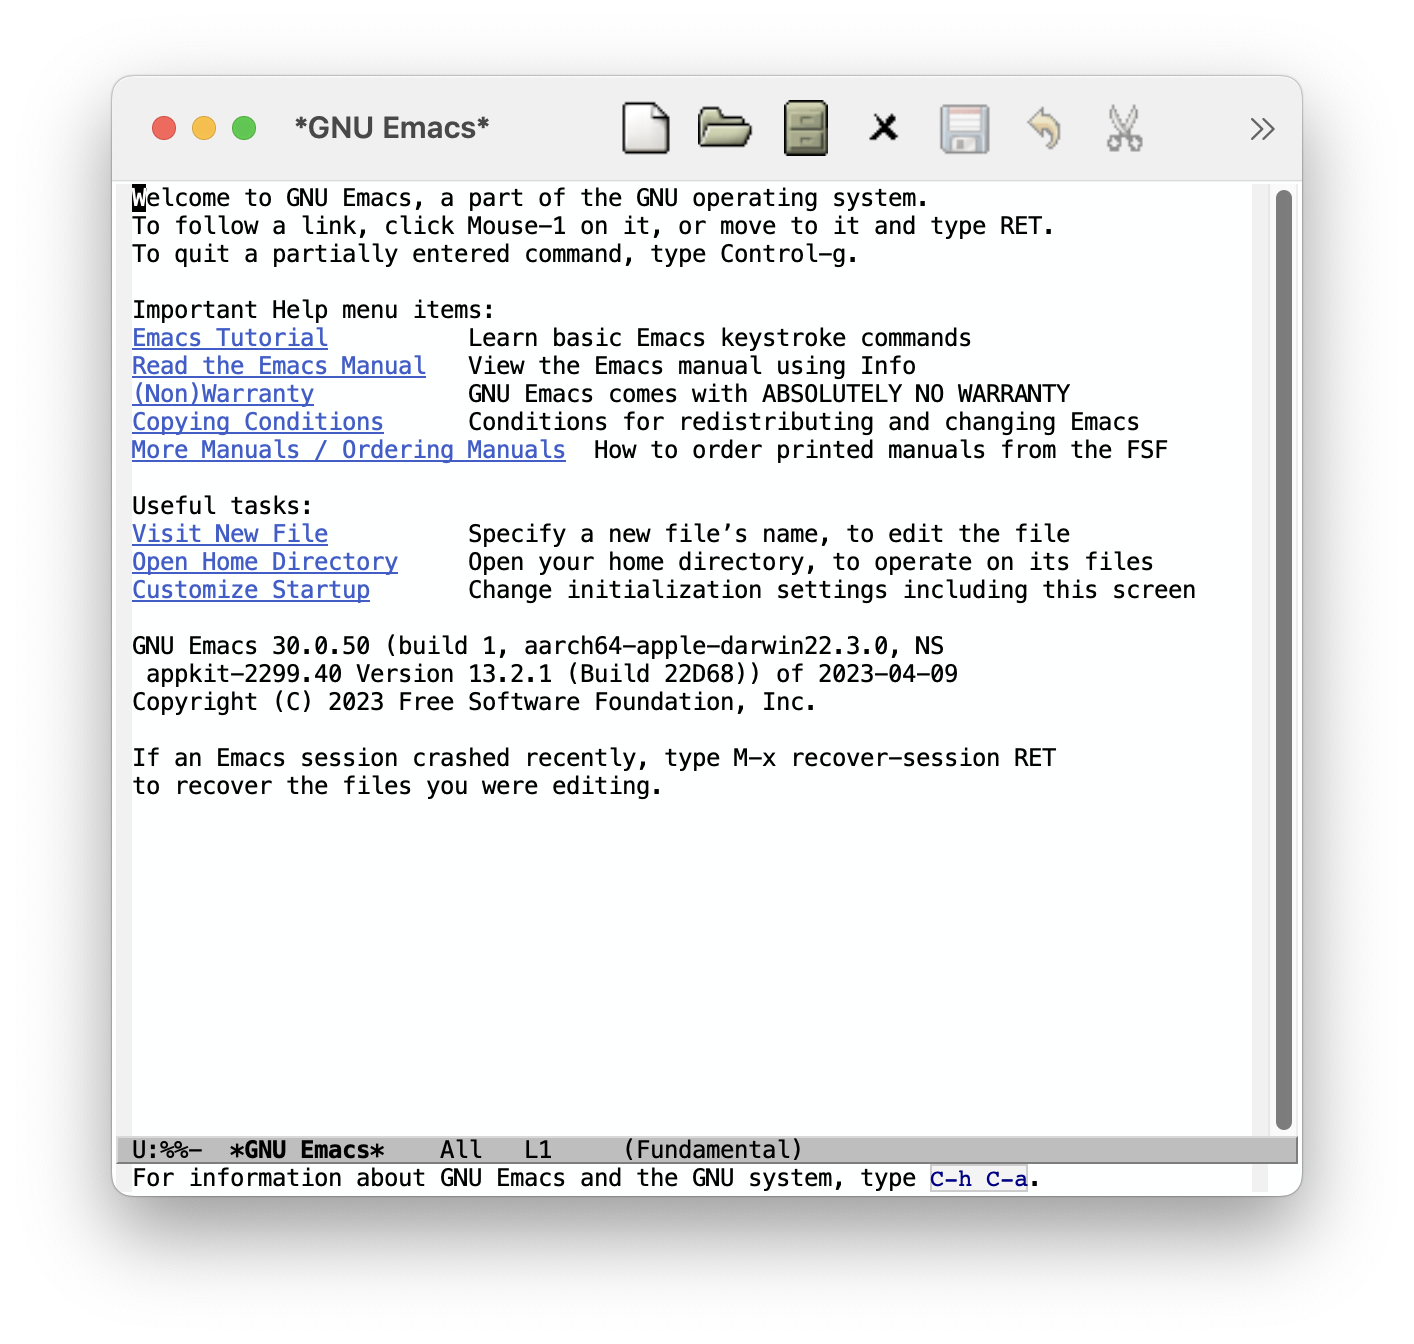 *GNU Emacs*
Welcome to GNU Emacs, a part of the GNU operating system.
To follow a link, click Mouse-1 on it, or move to it and type RET.
To quit a partially entered command, type Control-g.
Important Help menu items:
Emacs Tutorial          Learn basic Emacs keystroke commands
Read the Emacs Manual   View the Emacs manual using Info
(Non)Warranty           GNU Emacs comes with ABSOLUTELY NO WARRANTY
Copying Conditions      Conditions for redistributing and changing Emacs
More Manuals / Ordering Manuals  How to order printed manuals from the FSF
Useful tasks:
Visit New File          Specify a new file’s name, to edit the file
Open Home Directory     Open your home directory, to operate on its files
Customize Startup       Change initialization settings including this screen
GNU Emacs 30.0.50 (build 1, aarch64-apple-darwin22.3.0, NS
 appkit-2299.40 Version 13.2.1 (Build 22D68)) of 2023-04-09
Copyright (C) 2023 Free Software Foundation, Inc.
If an Emacs session crashed recently, type M-x recover-session RET
to recover the files you were editing.
U:%%-  *GNU Emacs*    All   L1     (Fundamental)
For information about GNU Emacs and the GNU system, type C-h C-a.